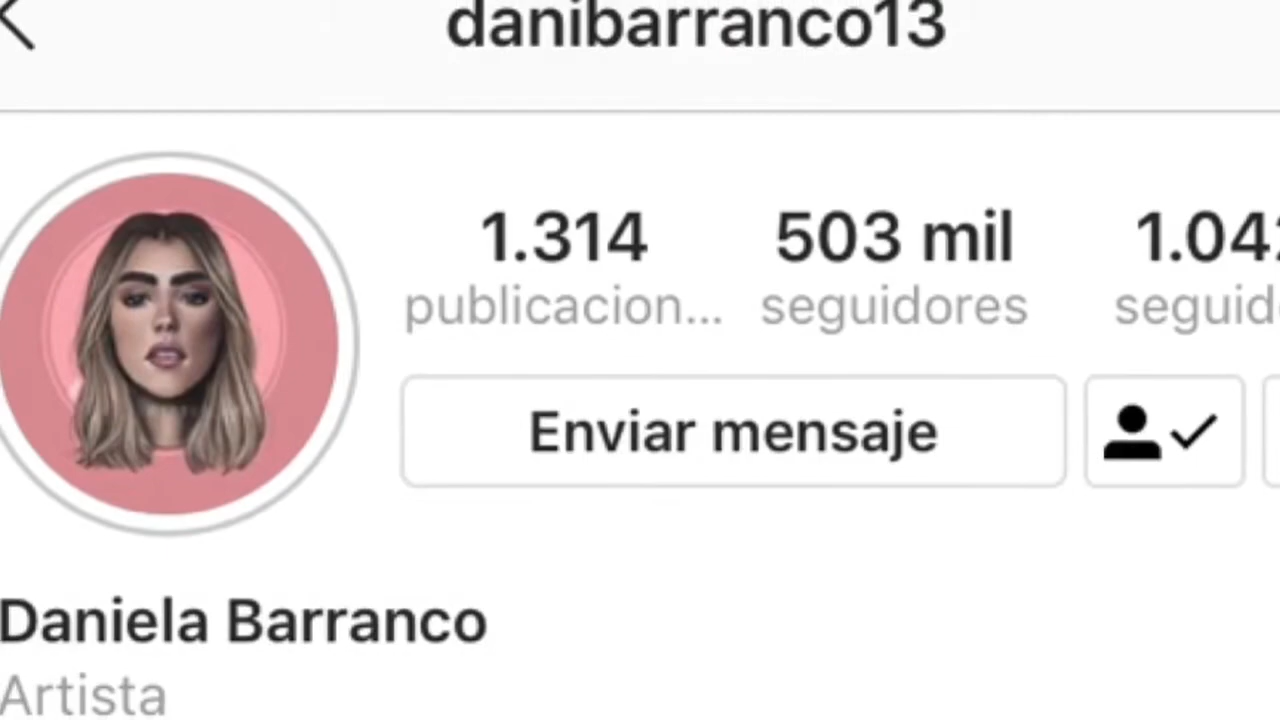 danibarranco13
1.314 503 mil
publicacion... seguidores
Enviar mensaje
Daniela Barranco
Artista